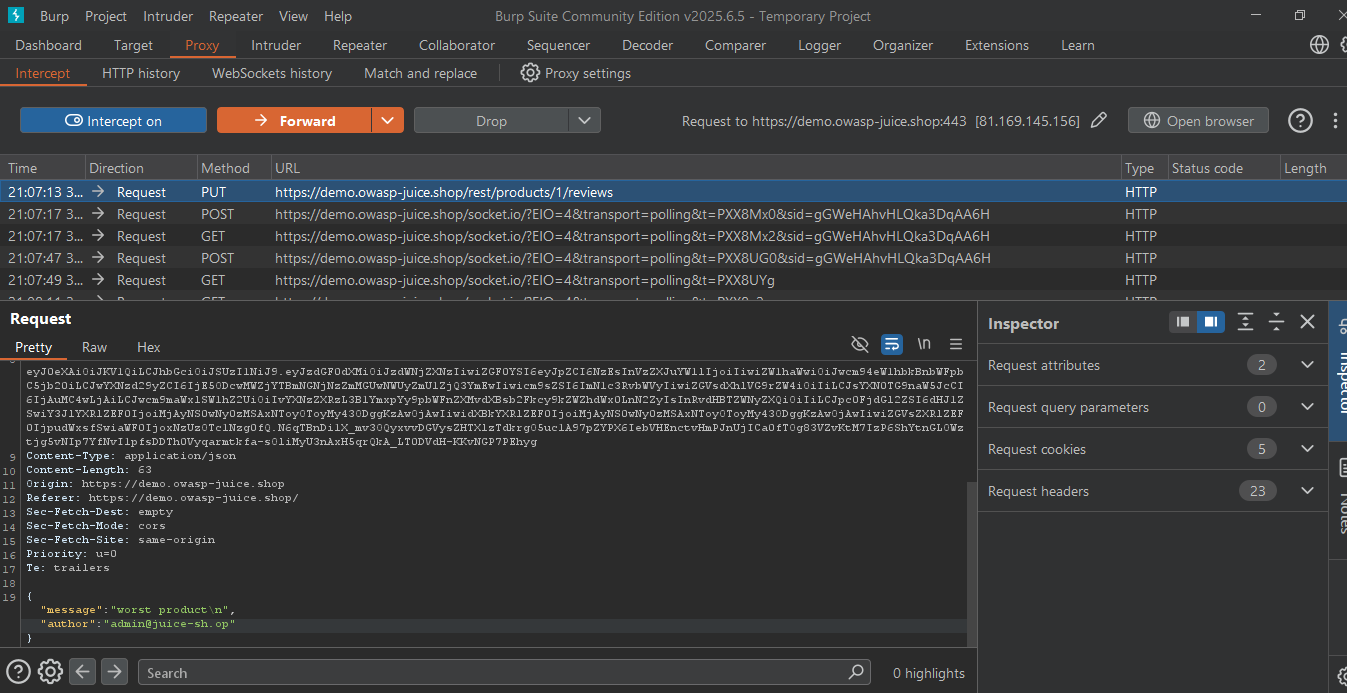 Burp Project Intruder Repeater View Help Burp Suite Community Edition v2025.6.5 - Temporary Project
Dashboard Target Proxy Intruder Repeater Collaborator Sequencer Decoder Comparer Logger Organizer Extensions Learn
Intercept HTTP history WebSockets history Match and replace Proxy settings
Intercept on Forward Drop Request to https://demo.owasp-juice.shop:443 [81.169.145.156] Open browser
Time Direction Method URL Type Status code Length
21:07:13 3... Request PUT https://demo.owasp-juice.shop/rest/products/1/reviews HTTP
21:07:17 3... Request POST https://demo.owasp-juice.shop/socket.io/?EIO=4&transport=polling&t=PXX8Mx0&sid=gGWeHAhvHLQka3DqAA6H HTTP
21:07:17 3... Request GET https://demo.owasp-juice.shop/socket.io/?EIO=4&transport=polling&t=PXX8Mx2&sid=gGWeHAhvHLQka3DqAA6H HTTP
21:07:47 3... Request POST https://demo.owasp-juice.shop/socket.io/?EIO=4&transport=polling&t=PXX8UG0&sid=gGWeHAhvHLQka3DqAA6H HTTP
21:07:49 3... Request GET https://demo.owasp-juice.shop/socket.io/?EIO=4&transport=polling&t=PXX8UYg HTTP
Request
Pretty Raw Hex
\n
9 Content-Type: application/json
10 Content-Length: 63
11 Origin: https://demo.owasp-juice.shop
12 Referer: https://demo.owasp-juice.shop/
13 Sec-Fetch-Dest: empty
14 Sec-Fetch-Mode: cors
15 Sec-Fetch-Site: same-origin
16 Priority: u=0
17 Te: trailers
18
19 {
"message":"worst product\n",
"author":"admin@juice-sh.op"
}
Search 0 highlights
Inspector
Request attributes 2
Request query parameters 0
Request cookies 5
Request headers 23
Inspector
Notes